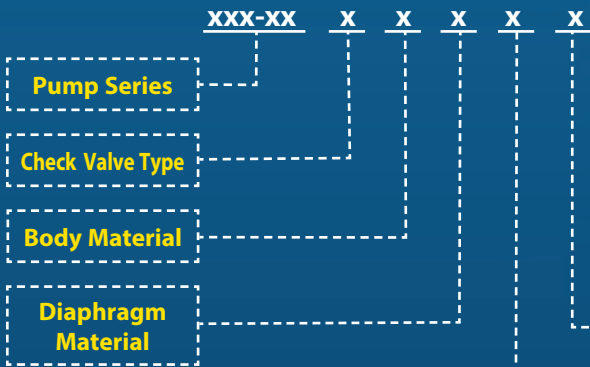 xxx-xx x x x x x
Pump Series
Check Valve Type
Body Material
Diaphragm
Material